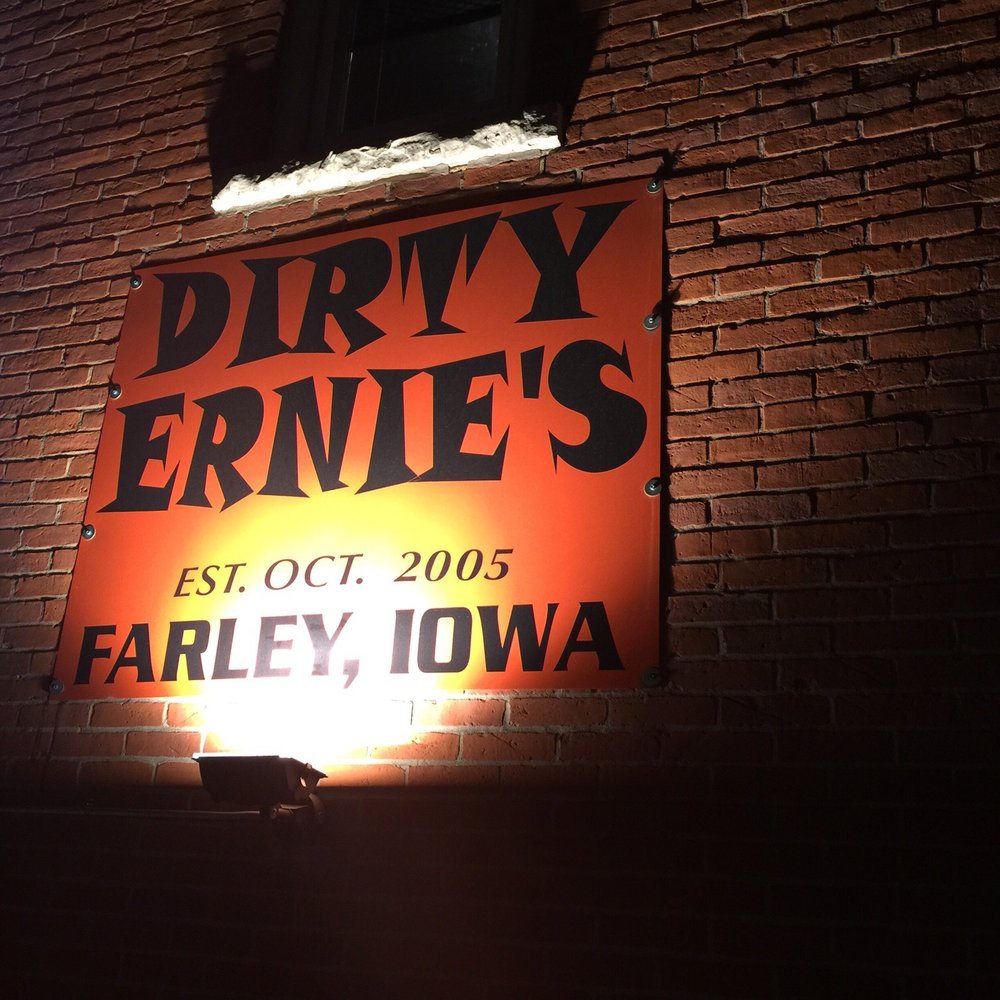 DIRTY
ERNIE'S
EST. OCT. 2005
FARLEY, IOWA